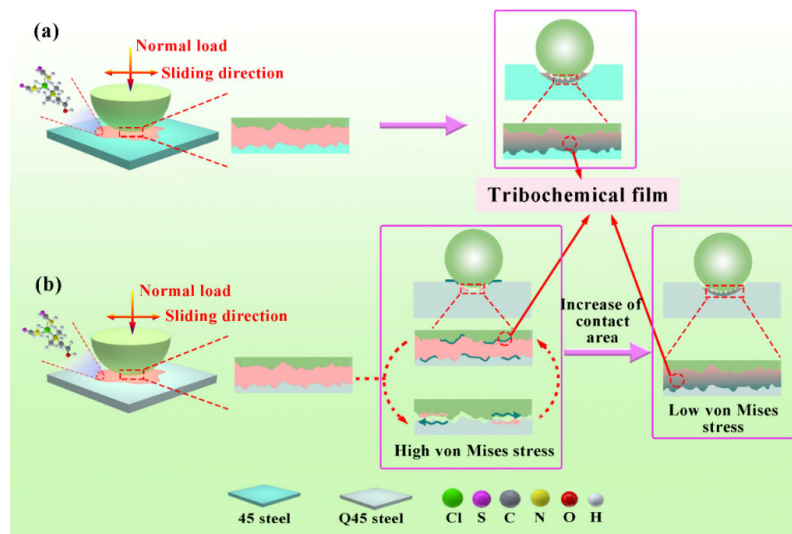 (a)
Normal load
Sliding direction
Tribochemical film
(b)
Normal load
Sliding direction
Increase of
contact
area
High von Mises stress
Low von Mises
stress
45 steel
Q45 steel
Cl
S
C
N
O
H